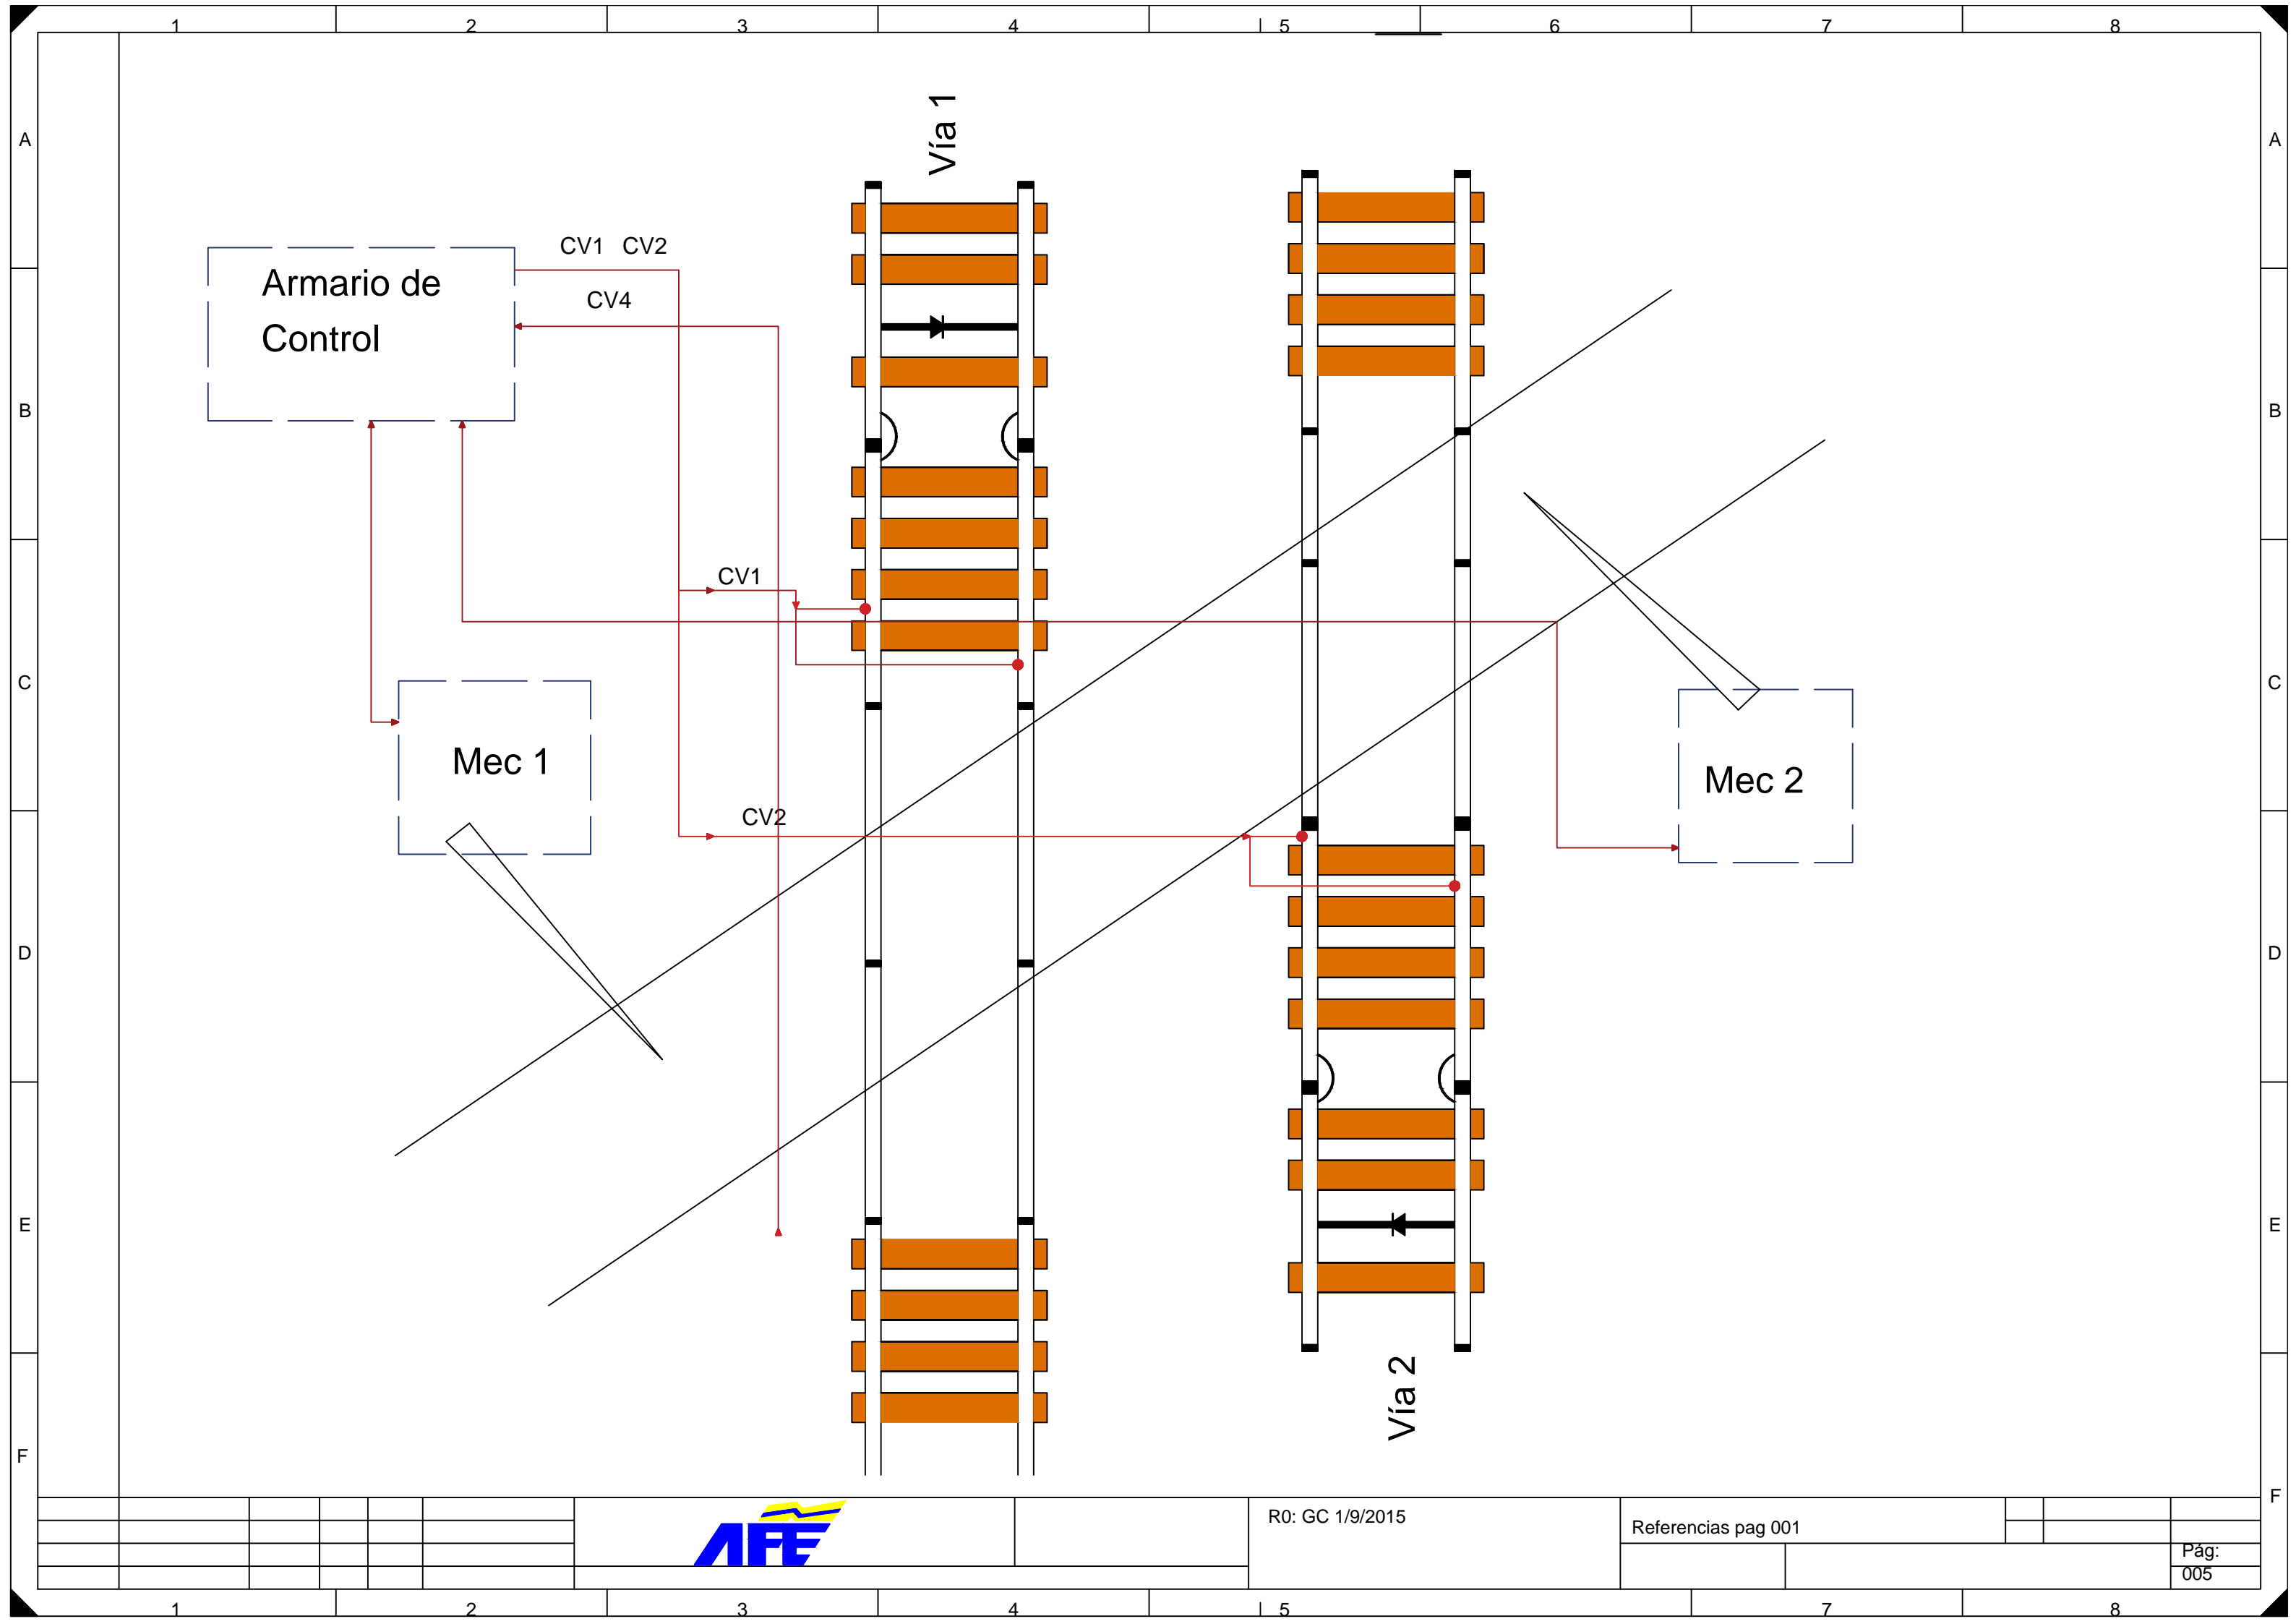 1 2 3 4 5 6 7 8
A A
Vía 1
CV1 CV2
Armario de
Control
CV4
B B
CV1
C C
Mec 1
Mec 2
CV2
D D
E E
Vía 2
F F
AFE
R0: GC 1/9/2015
Referencias pag 001
Pág:
005
1 2 3 4 5 6 7 8